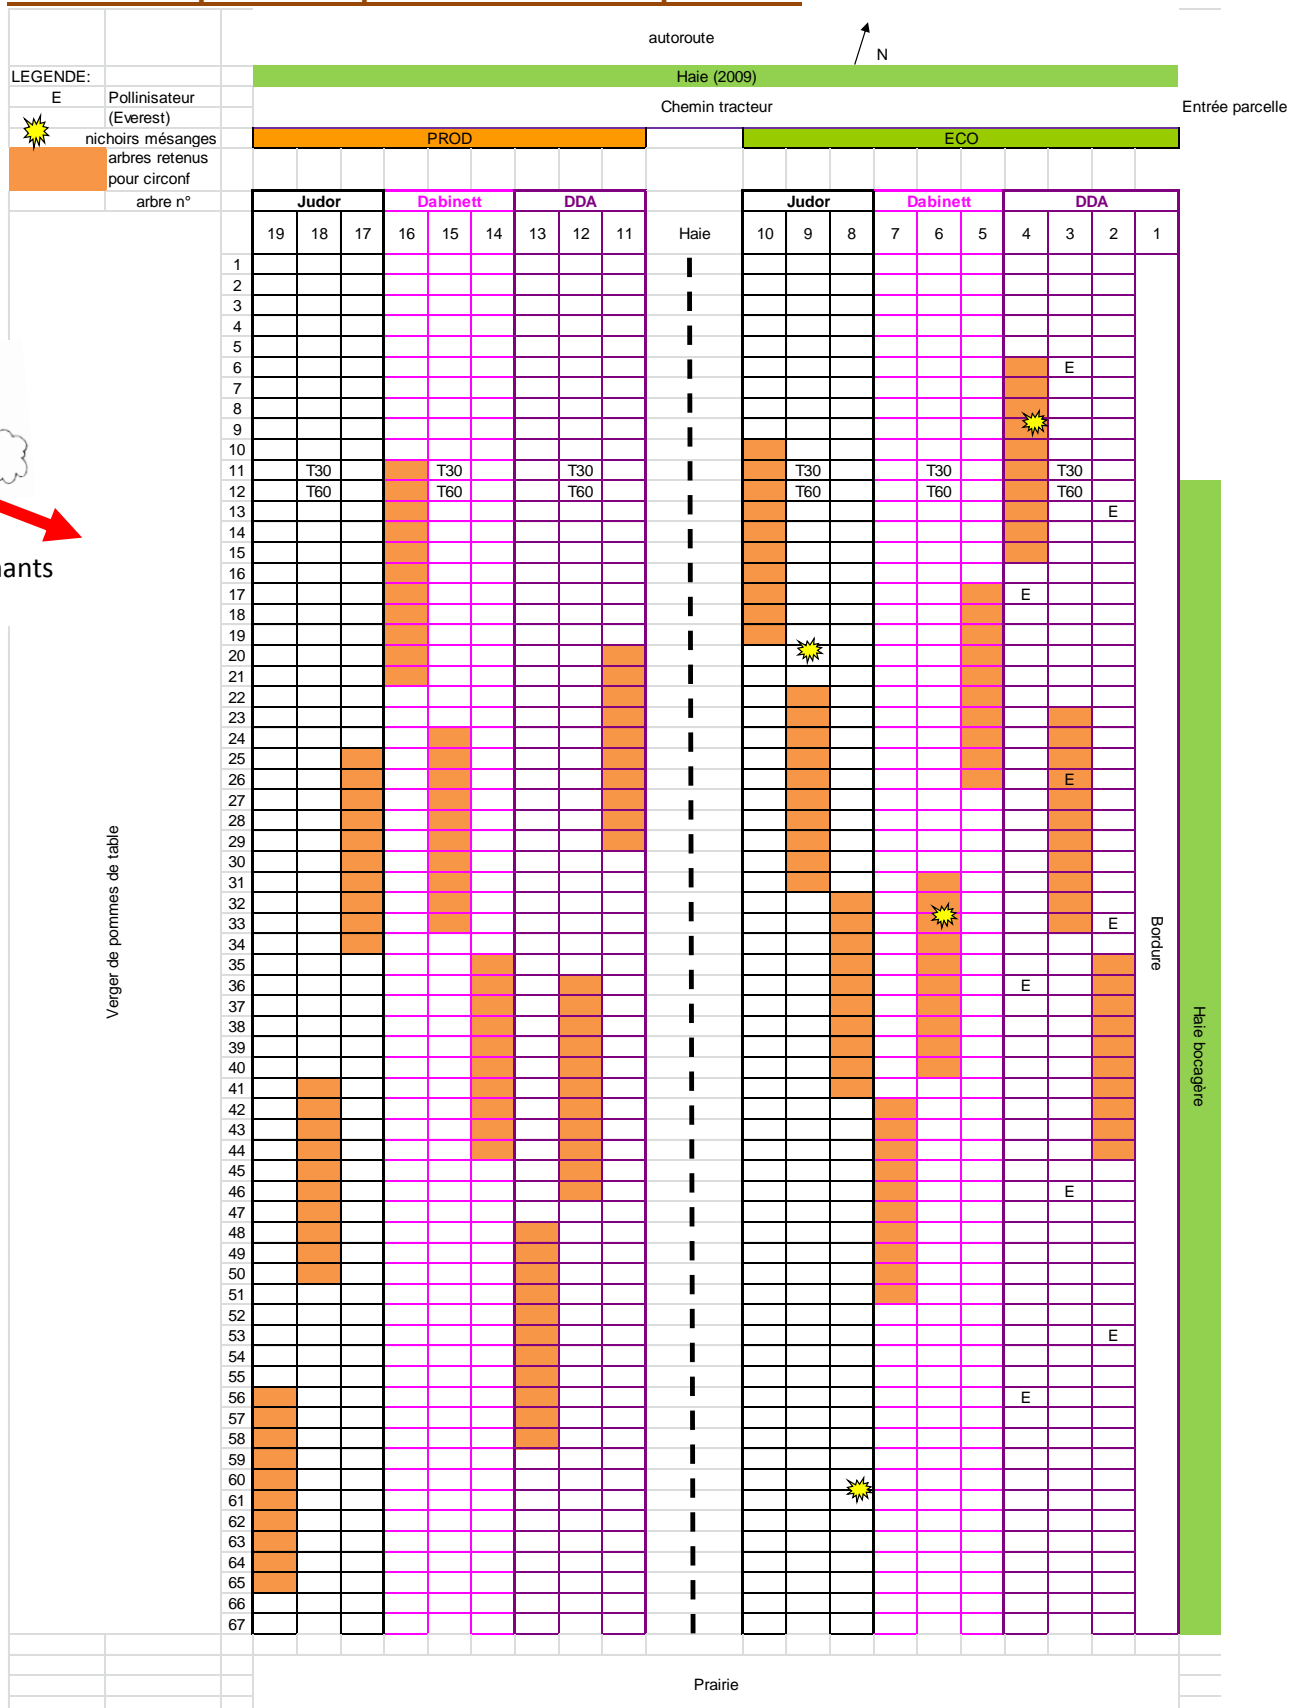 autoroute
N
LEGENDE:
Haie (2009)
E Pollinisateur
(Everest)
Chemin tracteur
Entrée parcelle
nichoirs mésanges
PROD
ECO
arbres retenus
pour circonf
arbre n°
Judor Dabinett DDA Judor Dabinett DDA
19 18 17 16 15 14 13 12 11 Haie 10 9 8 7 6 5 4 3 2 1
1
2
3
4
5
6 E
7
8
9
10
11 T30 T30 T30 T30 T30 T30
12 T60 T60 T60 T60 T60 T60
13 E
14
15
16
17 E
18
19
20
21
22
23
24
25
26 E
27
28
29
30
31
32
33 E
34
35
36 E
37
38
39
40
41
42
43
44
45
46 E
47
48
49
50
51
52
53 E
54
55
56 E
57
58
59
60
61
62
63
64
65
66
67
Verger de pommes de table
Bordure
Haie bocagère
Prairie